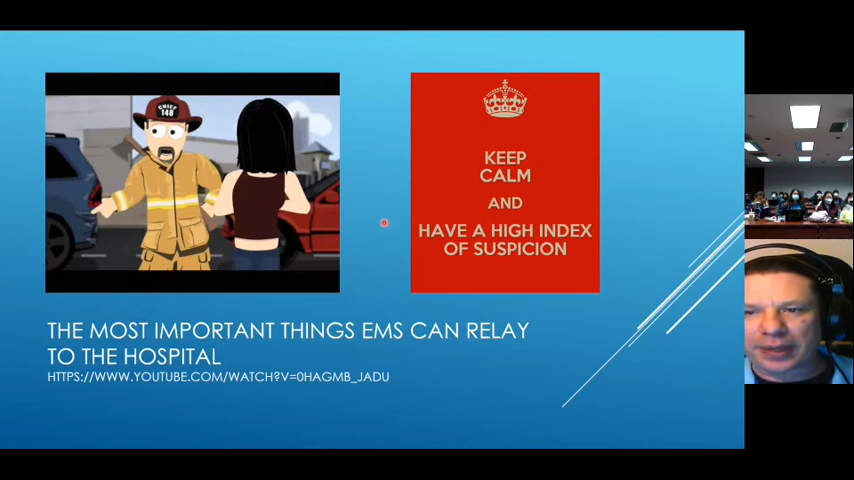 CHIEF
148
KEEP
CALM
AND
HAVE A HIGH INDEX
OF SUSPICION
THE MOST IMPORTANT THINGS EMS CAN RELAY
TO THE HOSPITAL
HTTPS://WWW.YOUTUBE.COM/WATCH?V=0HAGMB_JADU